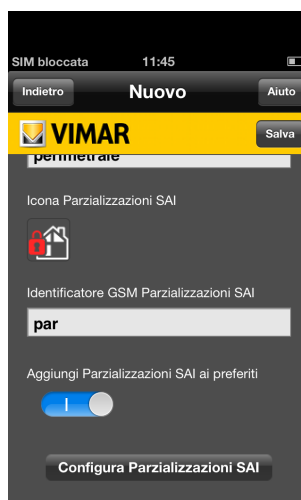 SIM bloccata 11:45
Indietro Nuovo Aiuto
VIMAR Salva
perimetrale
Icona Parzializzazioni SAI
Identificatore GSM Parzializzazioni SAI
par
Aggiungi Parzializzazioni SAI ai preferiti
Configura Parzializzazioni SAI